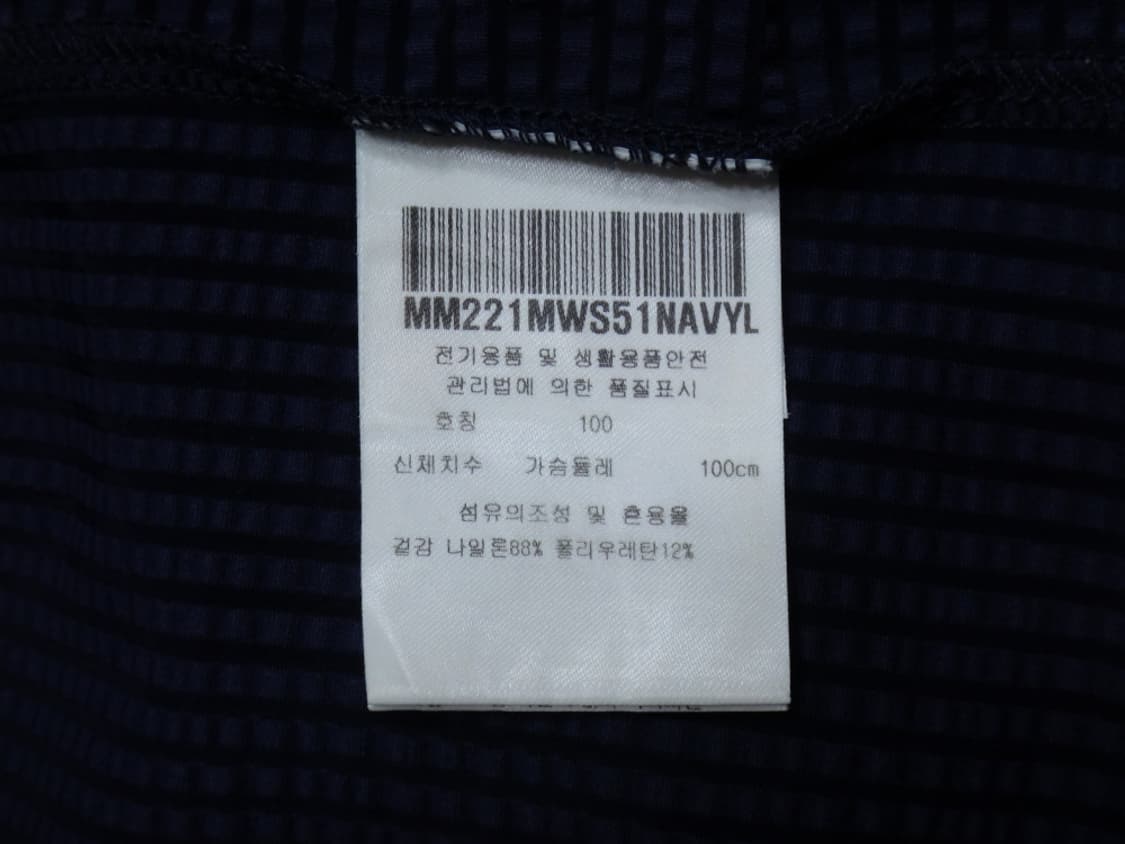 MM221MWS51NAVYL
전기용품 및 생활용품안전
관리법에 의한 품질표시
호칭 100
신체치수 가슴둘레 100cm
섬유의조성 및 혼용율
겉감 나일론88% 폴리우레탄12%